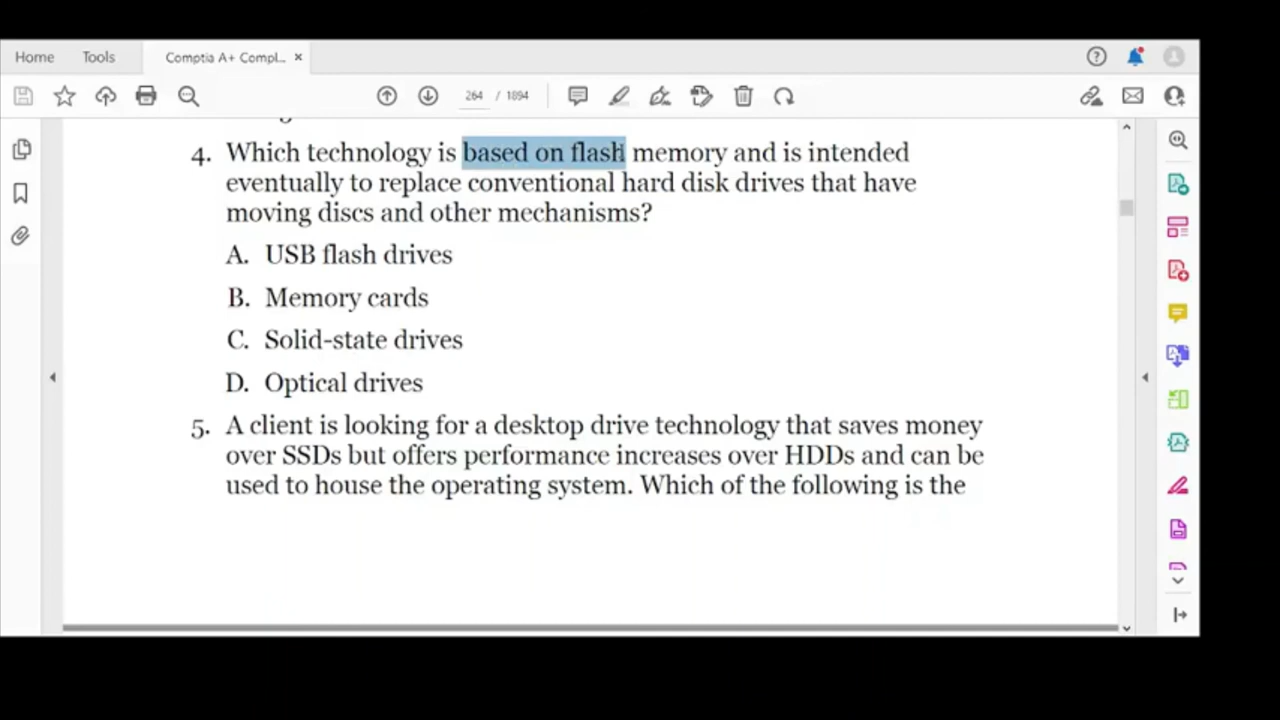 Home Tools Comptia A+ Compl... ×
264 / 1894
4. Which technology is based on flash memory and is intended
eventually to replace conventional hard disk drives that have
moving discs and other mechanisms?
A. USB flash drives
B. Memory cards
C. Solid-state drives
D. Optical drives
5. A client is looking for a desktop drive technology that saves money
over SSDs but offers performance increases over HDDs and can be
used to house the operating system. Which of the following is the